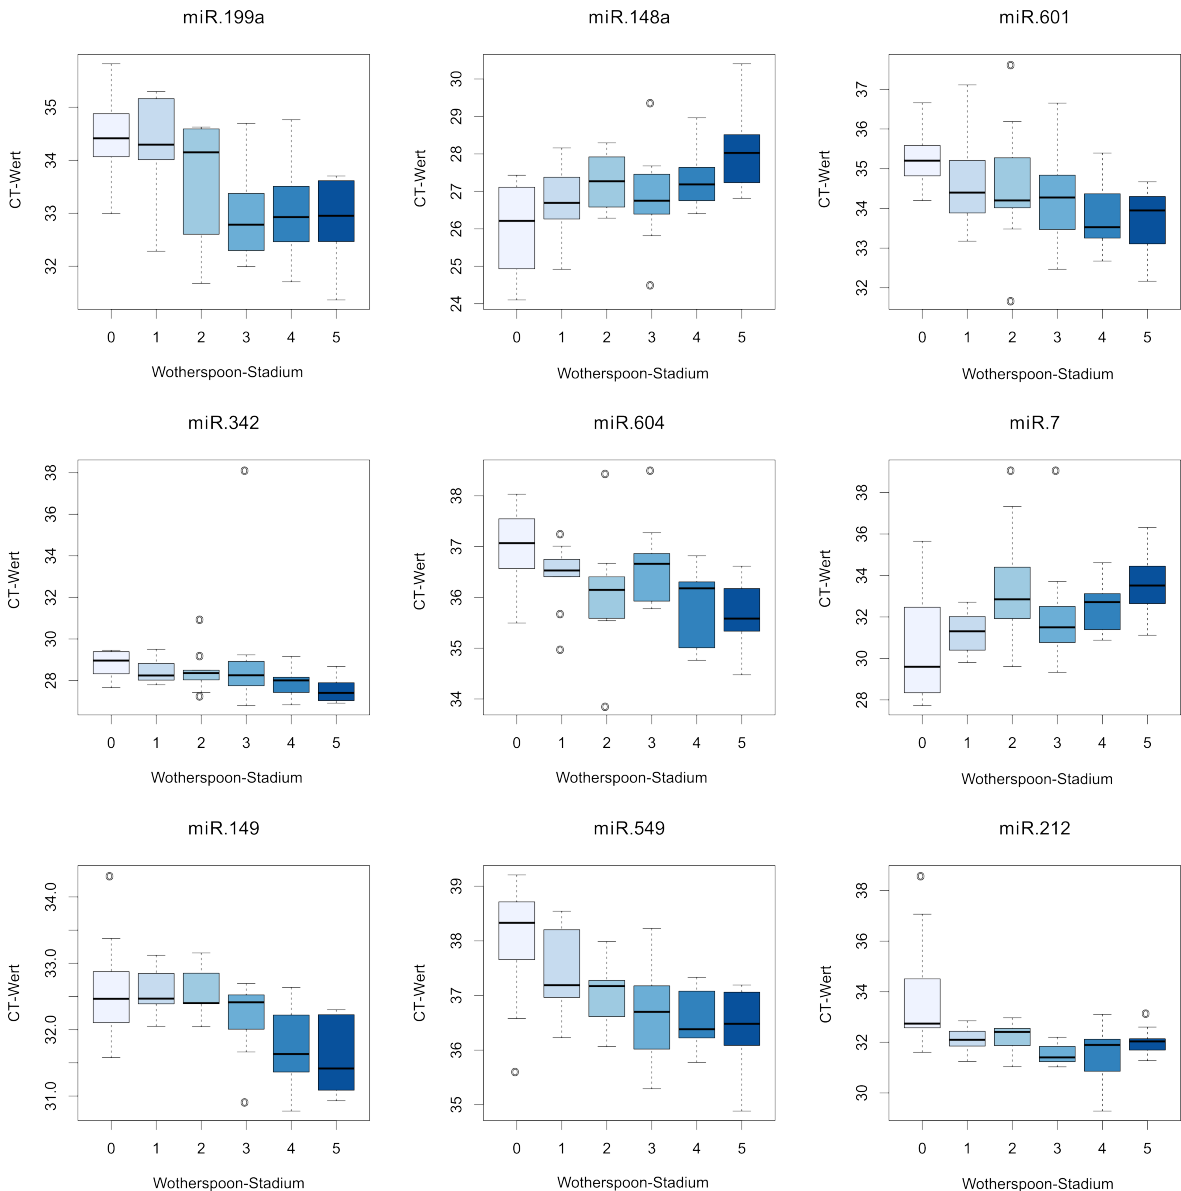 miR.199a
CT-Wert
35
34
33
32
0 1 2 3 4 5
Wotherspoon-Stadium
miR.148a
CT-Wert
30
29
28
27
26
25
24
0 1 2 3 4 5
Wotherspoon-Stadium
miR.601
CT-Wert
37
36
35
34
33
32
0 1 2 3 4 5
Wotherspoon-Stadium
miR.342
CT-Wert
38
36
34
32
30
28
0 1 2 3 4 5
Wotherspoon-Stadium
miR.604
CT-Wert
38
37
36
35
34
0 1 2 3 4 5
Wotherspoon-Stadium
miR.7
CT-Wert
38
36
34
32
30
28
0 1 2 3 4 5
Wotherspoon-Stadium
miR.149
CT-Wert
34.0
33.0
32.0
31.0
0 1 2 3 4 5
Wotherspoon-Stadium
miR.549
CT-Wert
39
38
37
36
35
0 1 2 3 4 5
Wotherspoon-Stadium
miR.212
CT-Wert
38
36
34
32
30
0 1 2 3 4 5
Wotherspoon-Stadium